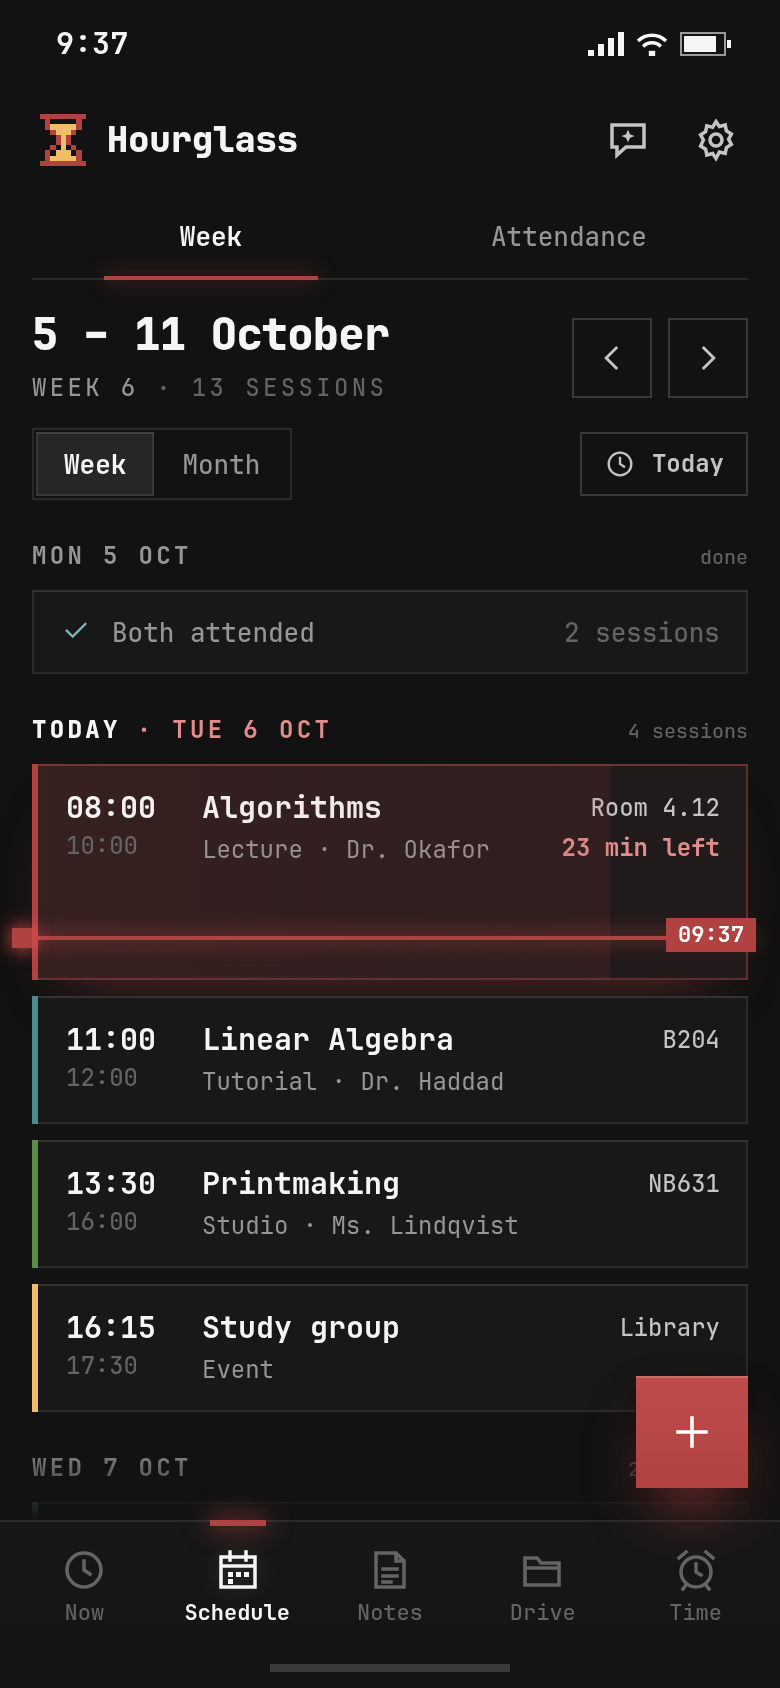 9:37
Hourglass
Week Attendance
5 – 11 October
WEEK 6 · 13 SESSIONS
Week Month Today
MON 5 OCT done
Both attended 2 sessions
TODAY · TUE 6 OCT 4 sessions
08:00 Algorithms Room 4.12
10:00 Lecture · Dr. Okafor 23 min left
09:37
11:00 Linear Algebra B204
12:00 Tutorial · Dr. Haddad
13:30 Printmaking NB631
16:00 Studio · Ms. Lindqvist
16:15 Study group Library
17:30 Event
WED 7 OCT
Now Schedule Notes Drive Time